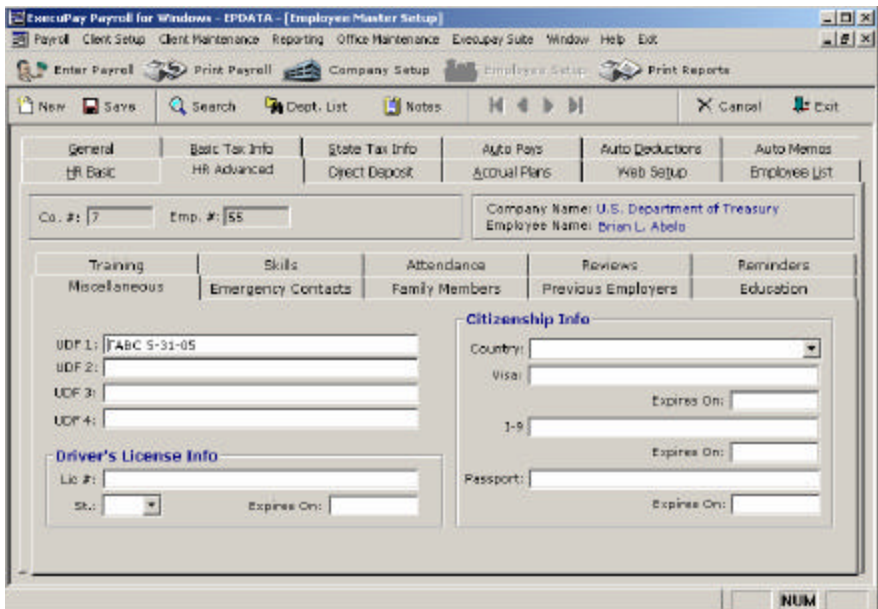 ExecuPay Payroll for Windows - EPDATA - [Employee Master Setup]
Payroll Client Setup Client Maintenance Reporting Office Maintenance Execupay Suite Window Help Exit
Enter Payroll Print Payroll Company Setup Employee Setup Print Reports
New Save Search Dept. List Notes Cancel Exit
General Basic Tax Info State Tax Info Auto Pays Auto Deductions Auto Memos
HR Basic HR Advanced Direct Deposit Accrual Plans Web Setup Employee List
Co. #: 7 Emp. #: 55
Company Name: U.S. Department of Treasury
Employee Name: Brian L. Abelo
Training Skills Attendance Reviews Reminders
Miscellaneous Emergency Contacts Family Members Previous Employers Education
UDF 1: TABC 5-31-05
UDF 2:
UDF 3:
UDF 4:
Driver's License Info
Lic #:
St.: Expires On:
Citizenship Info
Country:
Visa:
Expires On:
I-9
Expires On:
Passport:
Expires On:
NUM